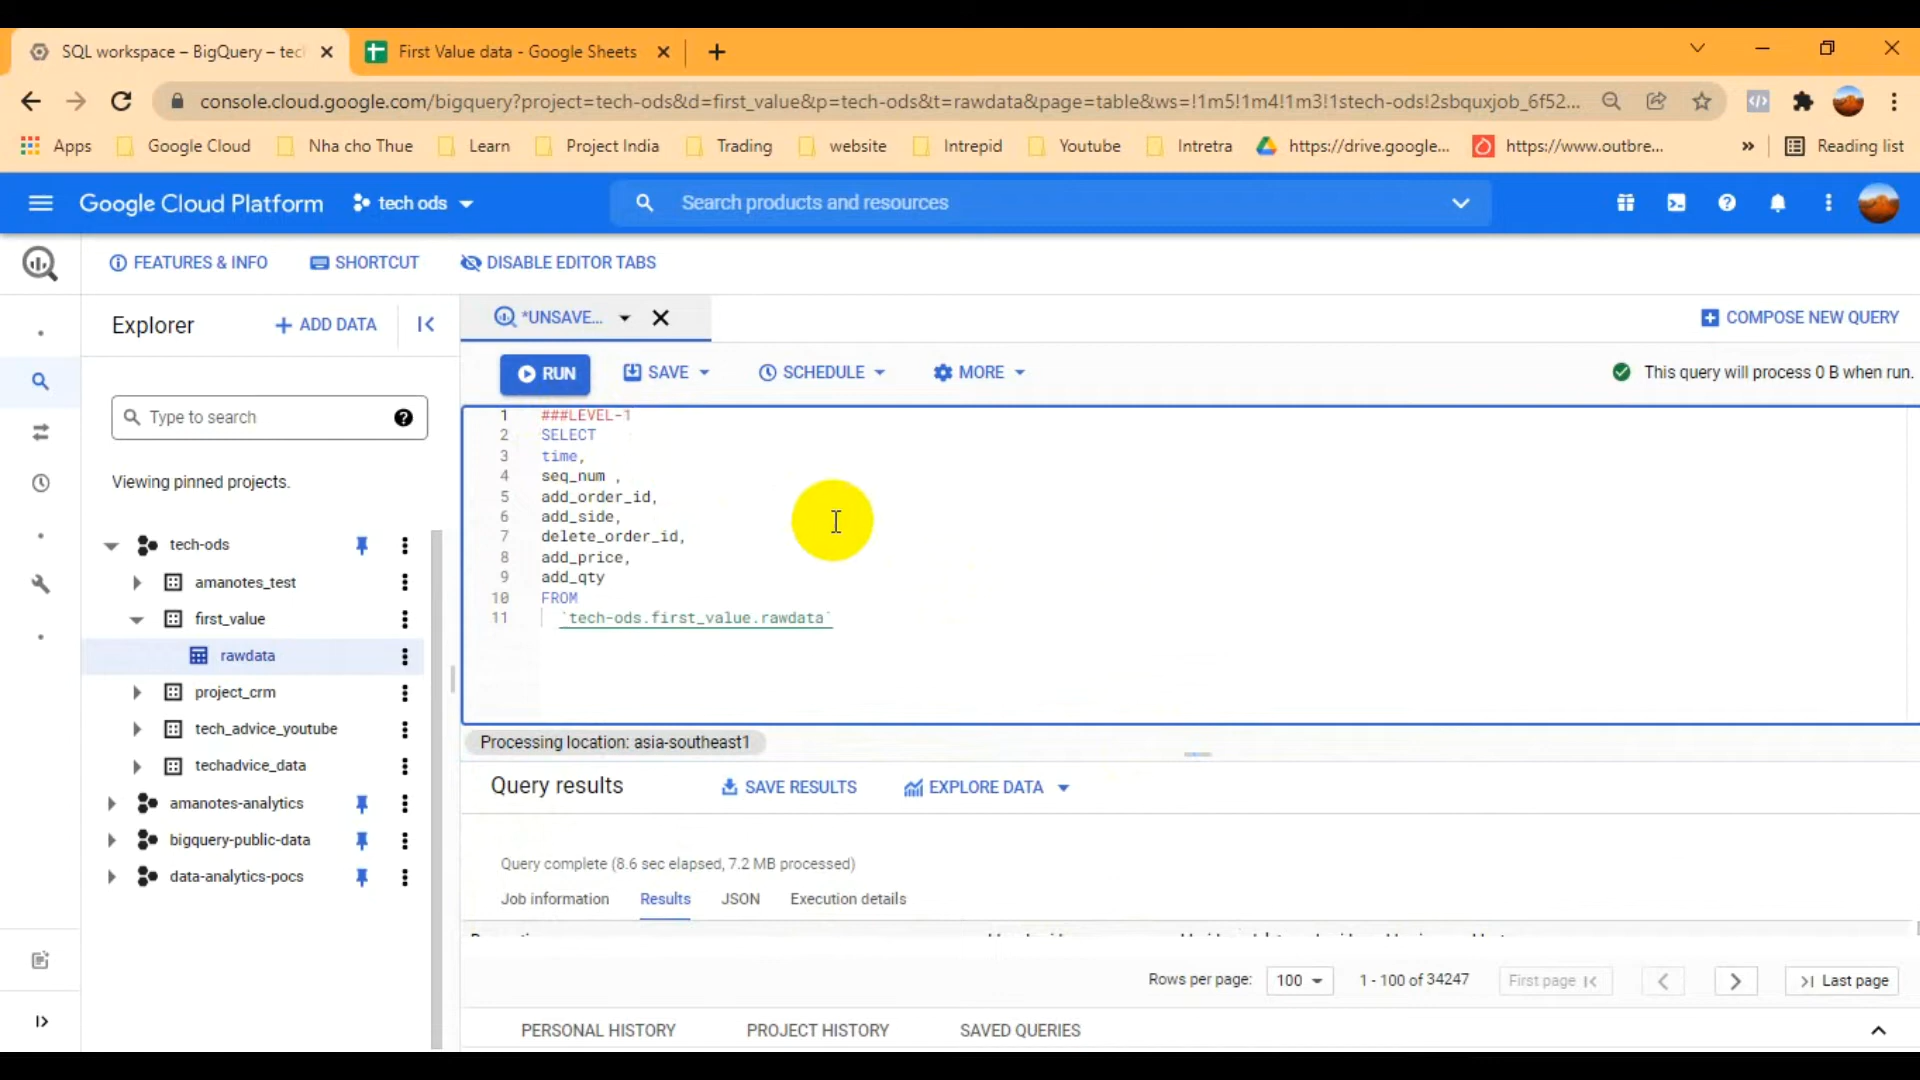 SQL workspace – BigQuery – tec
First Value data - Google Sheets
console.cloud.google.com/bigquery?project=tech-ods&d=first_value&p=tech-ods&t=rawdata&page=table&ws=!1m5!1m4!1m3!1stech-ods!2sbquxjob_6f52...
Apps
Google Cloud
Nha cho Thue
Learn
Project India
Trading
website
Intrepid
Youtube
Intretra
https://drive.google...
https://www.outbre...
»
Reading list
Google Cloud Platform
tech ods
Search products and resources
FEATURES & INFO
SHORTCUT
DISABLE EDITOR TABS
Explorer
+ ADD DATA
*UNSAVE...
COMPOSE NEW QUERY
RUN
SAVE
SCHEDULE
MORE
This query will process 0 B when run.
Type to search
Viewing pinned projects.
tech-ods
amanotes_test
first_value
rawdata
project_crm
tech_advice_youtube
techadvice_data
amanotes-analytics
bigquery-public-data
data-analytics-pocs
1 ###LEVEL-1
2 SELECT
3 time,
4 seq_num ,
5 add_order_id,
6 add_side,
7 delete_order_id,
8 add_price,
9 add_qty
10 FROM
11 `tech-ods.first_value.rawdata`
Processing location: asia-southeast1
Query results
SAVE RESULTS
EXPLORE DATA
Query complete (8.6 sec elapsed, 7.2 MB processed)
Job information
Results
JSON
Execution details
Rows per page:
100
1 - 100 of 34247
First page
Last page
PERSONAL HISTORY
PROJECT HISTORY
SAVED QUERIES